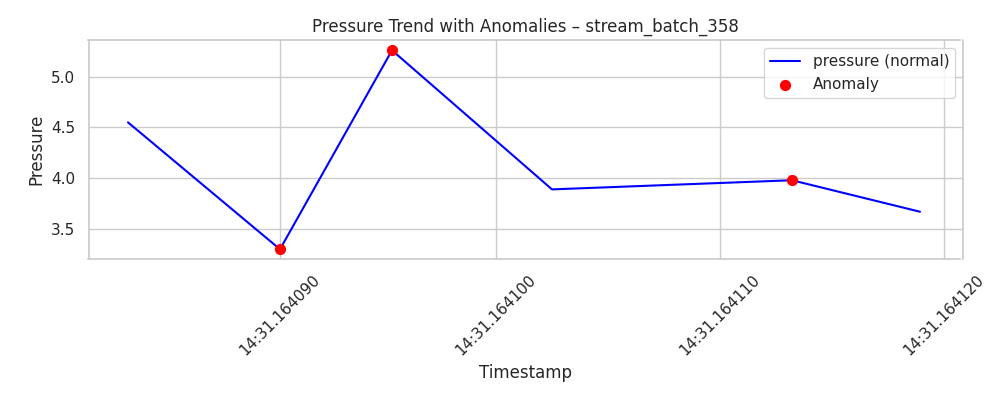 Pressure Trend with Anomalies – stream_batch_358
pressure (normal)
Anomaly
Pressure
5.0
4.5
4.0
3.5
14:31.164090
14:31.164100
14:31.164110
14:31.164120
Timestamp